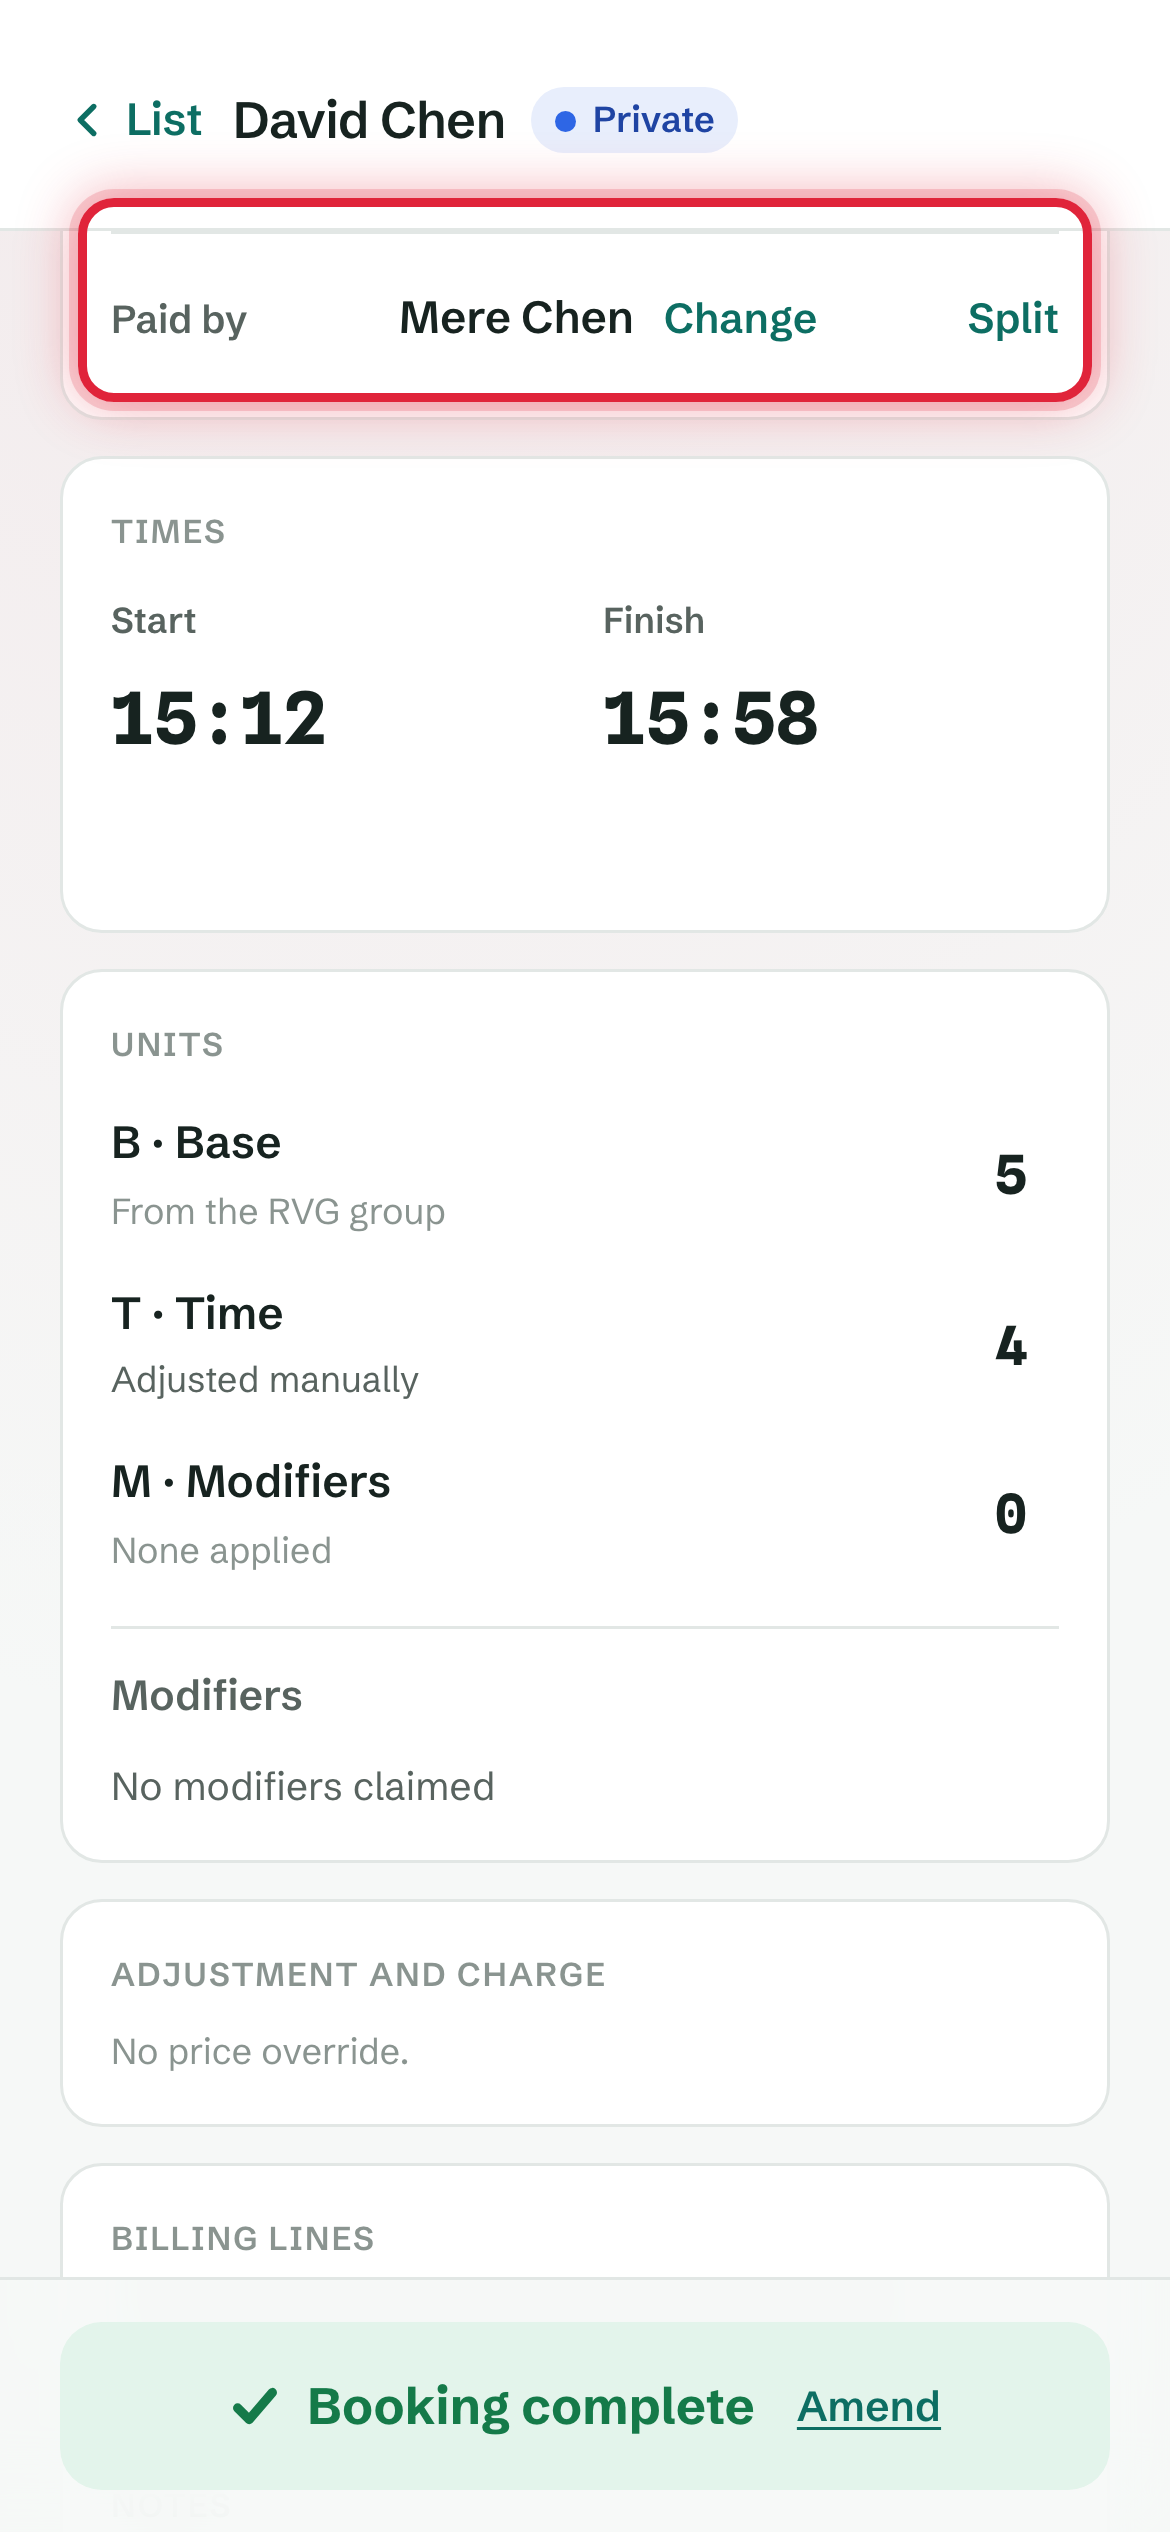 List David Chen Private
Paid by Mere Chen Change Split
TIMES
Start Finish
15:12 15:58
UNITS
B · Base
5
From the RVG group
T · Time
4
Adjusted manually
M · Modifiers
0
None applied
Modifiers
No modifiers claimed
ADJUSTMENT AND CHARGE
No price override.
BILLING LINES
Booking complete Amend
NOTES